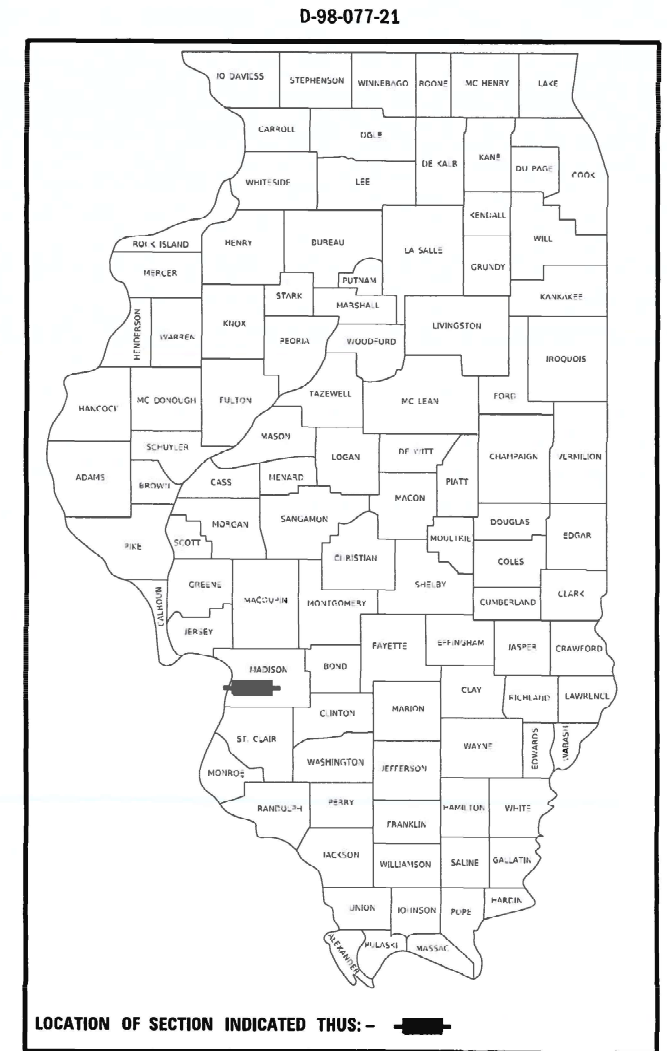 D-98-077-21
JO DAVIESS STEPHENSON WINNEBAGO BOONE MC HENRY LAKE
CARROLL OGLE
DE KALB KANE DU PAGE COOK
WHITESIDE LEE
KENDALL
ROCK ISLAND HENRY BUREAU LA SALLE WILL
MERCER PUTNAM GRUNDY
STARK MARSHALL KANKAKEE
HENDERSON WARREN KNOX PEORIA WOODFORD LIVINGSTON
IROQUOIS
HANCOCK MC DONOUGH FULTON TAZEWELL MC LEAN FORD
MASON
SCHUYLER LOGAN DE WITT CHAMPAIGN VERMILION
ADAMS BROWN CASS MENARD PIATT
MACON
MORGAN SANGAMON DOUGLAS
PIKE SCOTT MOULTRIE EDGAR
CHRISTIAN COLES
GREENE SHELBY
CALHOUN MACOUPIN MONTGOMERY CUMBERLAND CLARK
JERSEY FAYETTE EFFINGHAM JASPER CRAWFORD
MADISON BOND
CLAY RICHLAND LAWRENCE
CLINTON MARION
ST. CLAIR WAYNE EDWARDS WABASH
WASHINGTON JEFFERSON
MONROE
RANDOLPH PERRY HAMILTON WHITE
FRANKLIN
JACKSON WILLIAMSON SALINE GALLATIN
UNION JOHNSON POPE HARDIN
ALEXANDER PULASKI MASSAC
LOCATION OF SECTION INDICATED THUS: –